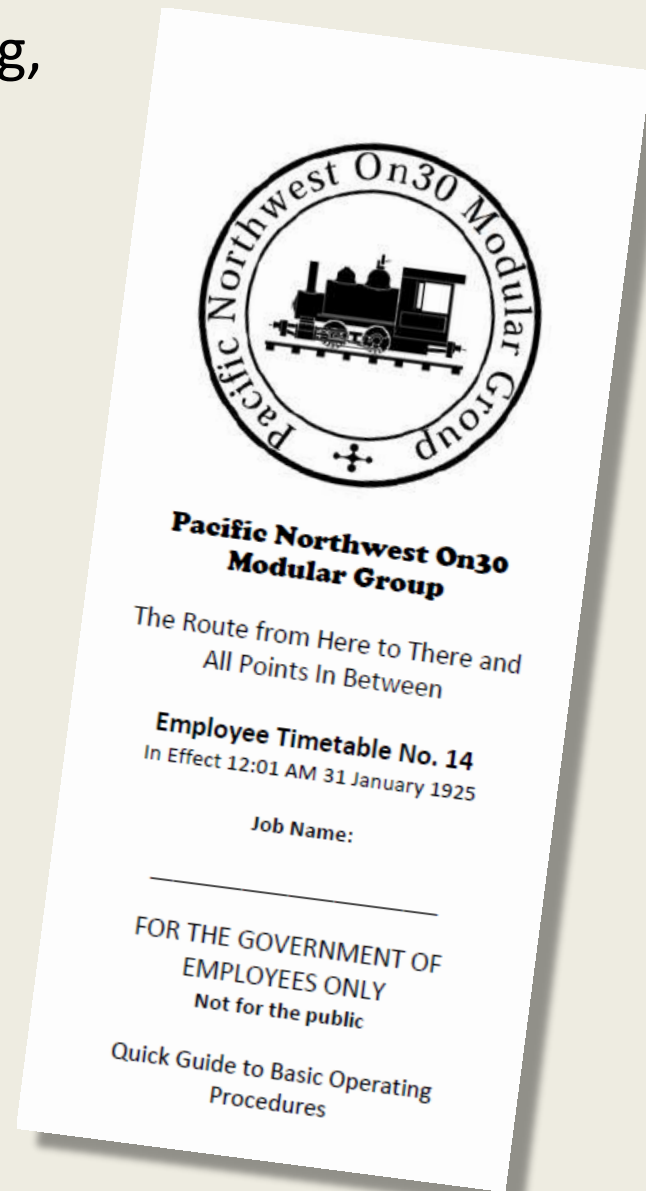 g,
Pacific Northwest On30 Modular Group
Pacific Northwest On30
Modular Group
The Route from Here to There and
All Points In Between
Employee Timetable No. 14
In Effect 12:01 AM 31 January 1925
Job Name:
FOR THE GOVERNMENT OF
EMPLOYEES ONLY
Not for the public
Quick Guide to Basic Operating
Procedures